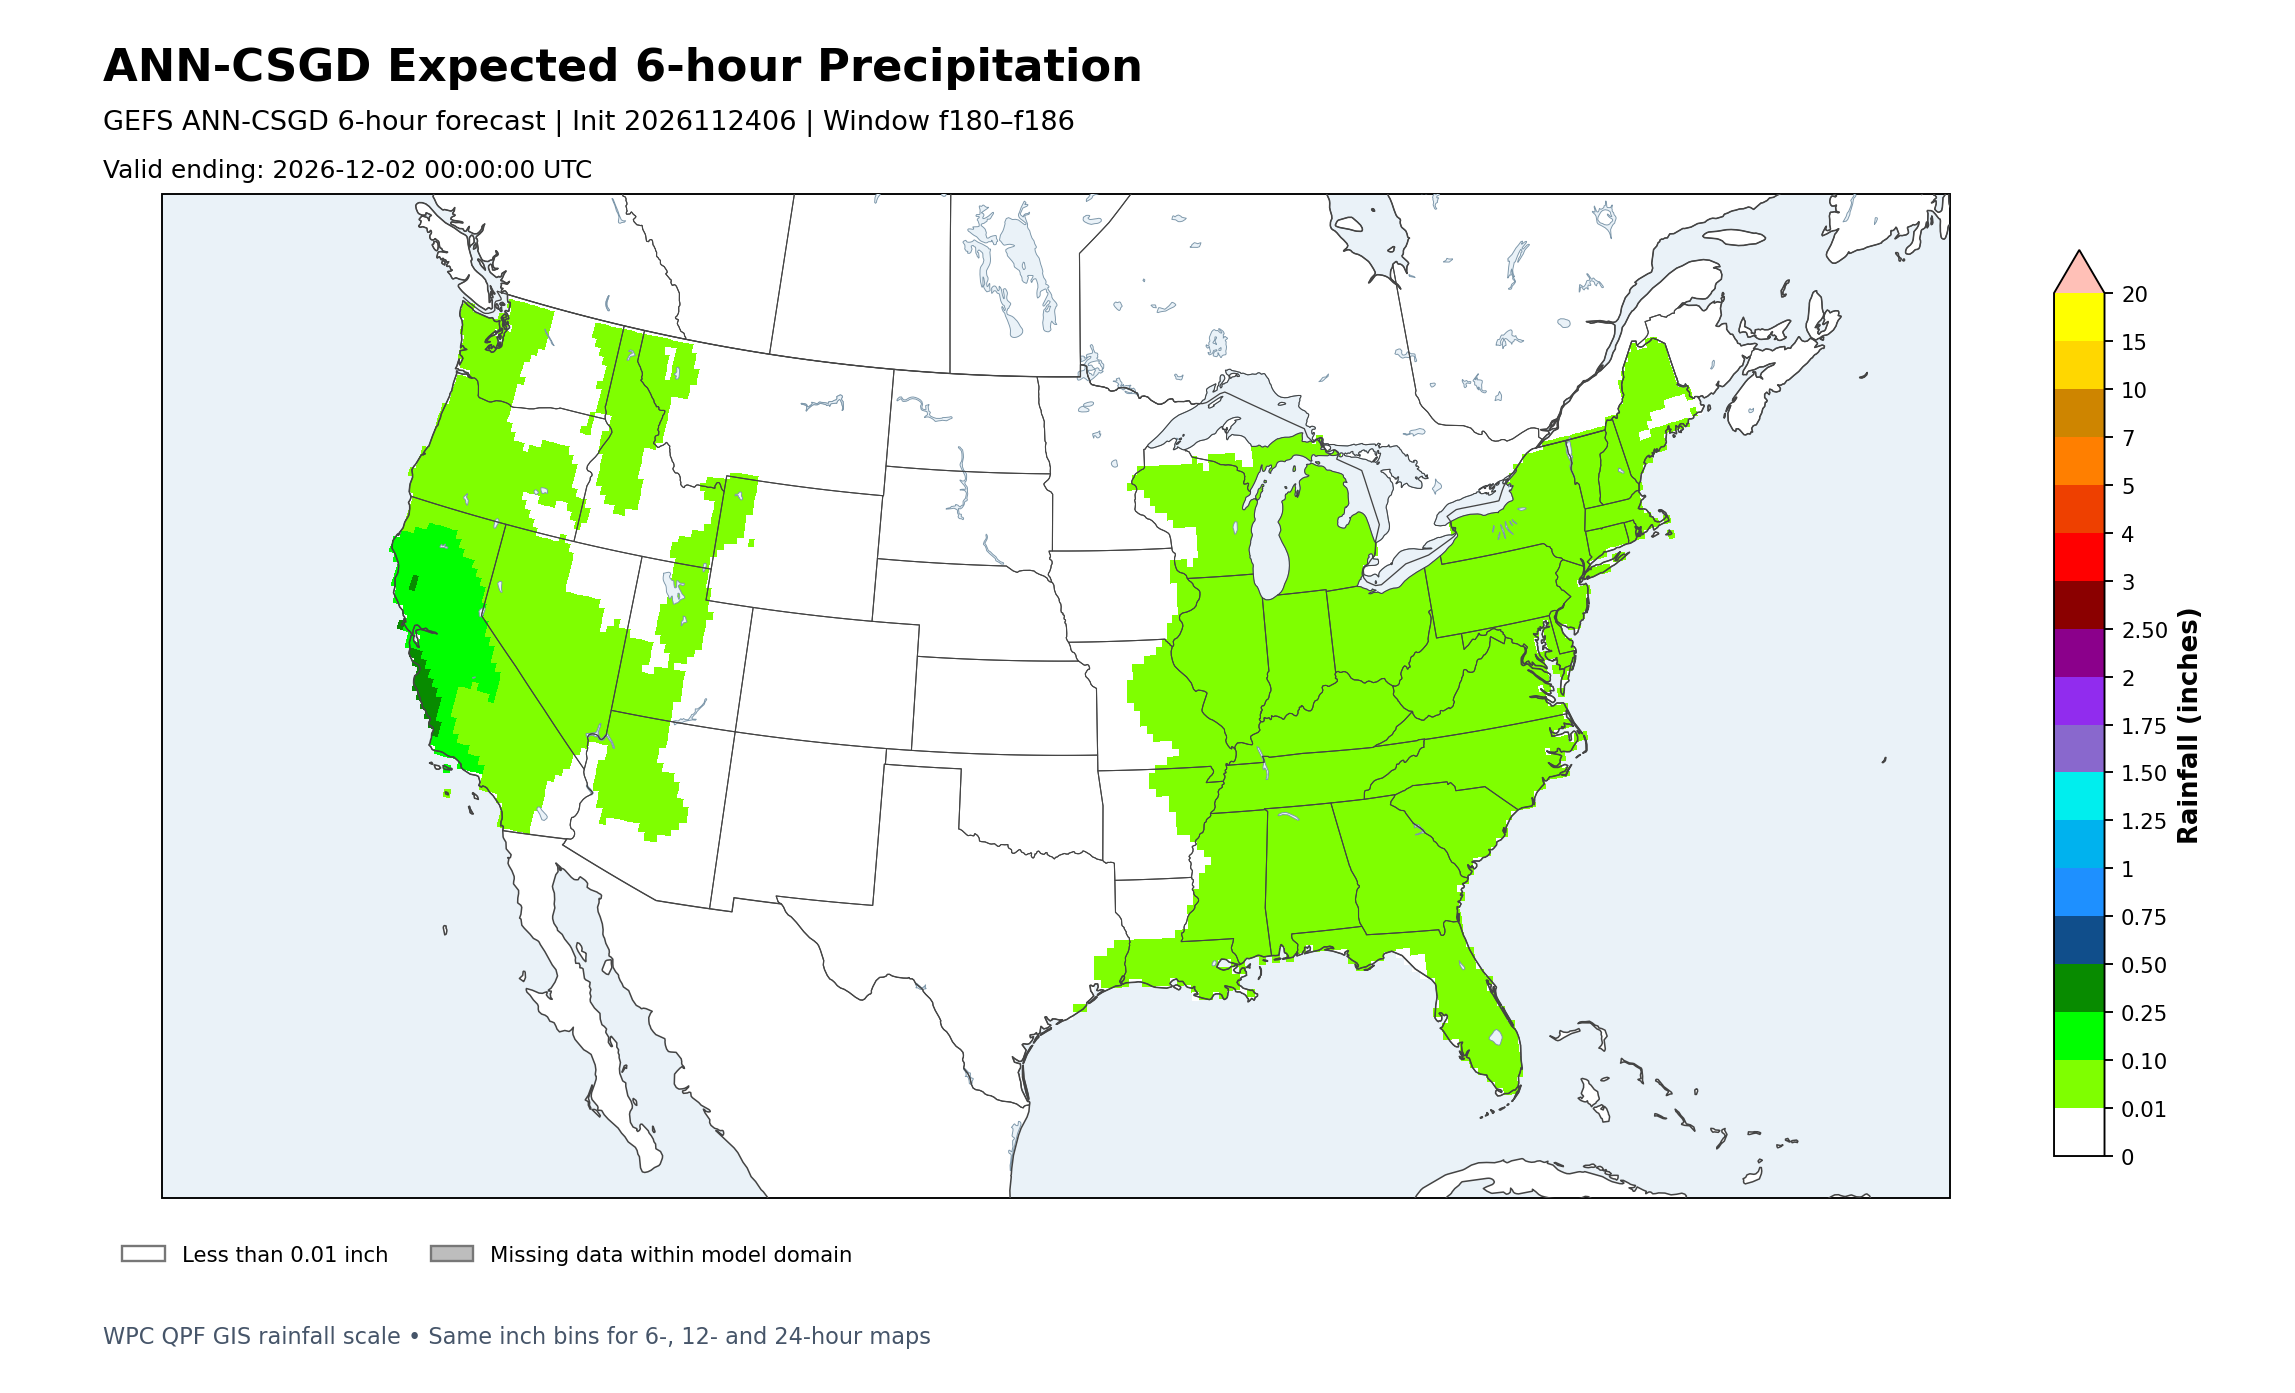 ANN-CSGD Expected 6-hour Precipitation
GEFS ANN-CSGD 6-hour forecast | Init 2026112406 | Window f180–f186
Valid ending: 2026-12-02 00:00:00 UTC
20
15
10
7
5
4
3
2.50
2
1.75
1.50
1.25
1
0.75
0.50
0.25
0.10
0.01
0
Rainfall (inches)
Less than 0.01 inch
Missing data within model domain
WPC QPF GIS rainfall scale • Same inch bins for 6-, 12- and 24-hour maps